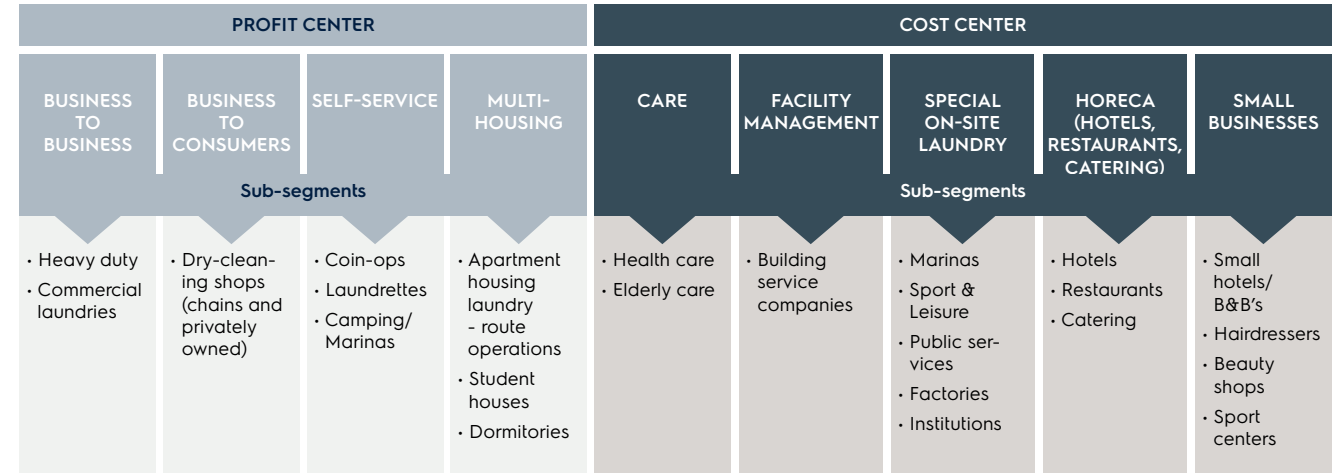 PROFIT CENTER
COST CENTER
BUSINESS
TO
BUSINESS
BUSINESS
TO
CONSUMERS
SELF-SERVICE
MULTI-
HOUSING
CARE
FACILITY
MANAGEMENT
SPECIAL
ON-SITE
LAUNDRY
HORECA
(HOTELS,
RESTAURANTS,
CATERING)
SMALL
BUSINESSES
Sub-segments
Sub-segments
· Heavy duty
· Commercial
laundries
· Dry-clean-
ing shops
(chains and
privately
owned)
· Coin-ops
· Laundrettes
· Camping/
Marinas
· Apartment
housing
laundry
- route
operations
· Student
houses
· Dormitories
· Health care
· Elderly care
· Building
service
companies
· Marinas
· Sport &
Leisure
· Public ser-
vices
· Factories
· Institutions
· Hotels
· Restaurants
· Catering
· Small
hotels/
B&B's
· Hairdressers
· Beauty
shops
· Sport
centers